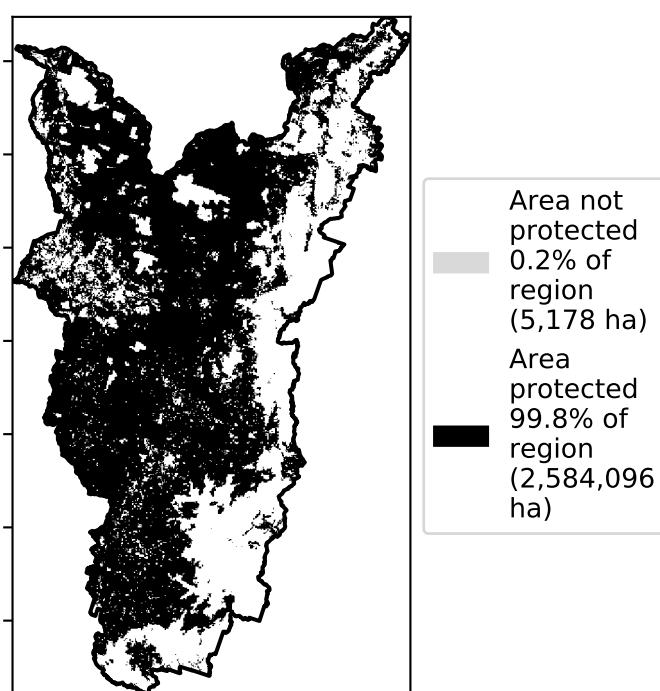 Area not
protected
0.2% of
region
(5,178 ha)
Area
protected
99.8% of
region
(2,584,096
ha)